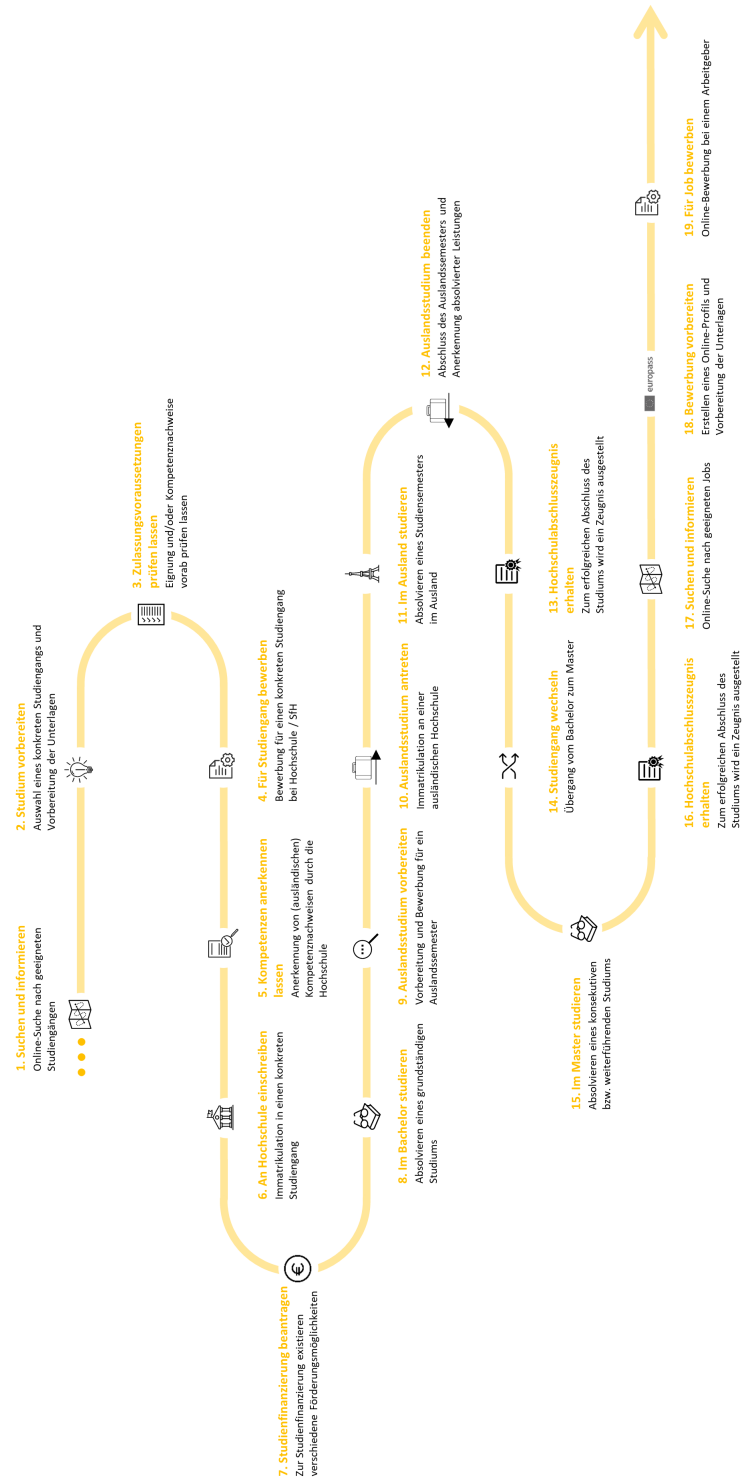 1. Suchen und informieren
Online-Suche nach geeigneten
Studiengängen
2. Studium vorbereiten
Auswahl eines konkreten Studiengangs und
Vorbereitung der Unterlagen
3. Zulassungsvoraussetzungen
prüfen lassen
Eignung und/oder Kompetenznachweise
vorab prüfen lassen
4. Für Studiengang bewerben
Bewerbung für einen konkreten Studiengang
bei Hochschule / SfH
5. Kompetenzen anerkennen
lassen
Anerkennung von (ausländischen)
Kompetenznachweisen durch die
Hochschule
6. An Hochschule einschreiben
Immatrikulation in einen konkreten
Studiengang
7. Studienfinanzierung beantragen
Zur Studienfinanzierung existieren
verschiedene Förderungsmöglichkeiten
8. Im Bachelor studieren
Absolvieren eines grundständigen
Studiums
9. Auslandsstudium vorbereiten
Vorbereitung und Bewerbung für ein
Auslandssemester
10. Auslandsstudium antreten
Immatrikulation an einer
ausländischen Hochschule
11. Im Ausland studieren
Absolvieren eines Studiensemesters
im Ausland
12. Auslandsstudium beenden
Abschluss des Auslandssemesters und
Anerkennung absolvierter Leistungen
13. Hochschulabschlusszeugnis
erhalten
Zum erfolgreichen Abschluss des
Studiums wird ein Zeugnis ausgestellt
14. Studiengang wechseln
Übergang vom Bachelor zum Master
15. Im Master studieren
Absolvieren eines konsekutiven
bzw. weiterführenden Studiums
16. Hochschulabschlusszeugnis
erhalten
Zum erfolgreichen Abschluss des
Studiums wird ein Zeugnis ausgestellt
17. Suchen und informieren
Online-Suche nach geeigneten Jobs
europass
18. Bewerbung vorbereiten
Erstellen eines Online-Profils und
Vorbereitung der Unterlagen
19. Für Job bewerben
Online-Bewerbung bei einem Arbeitgeber